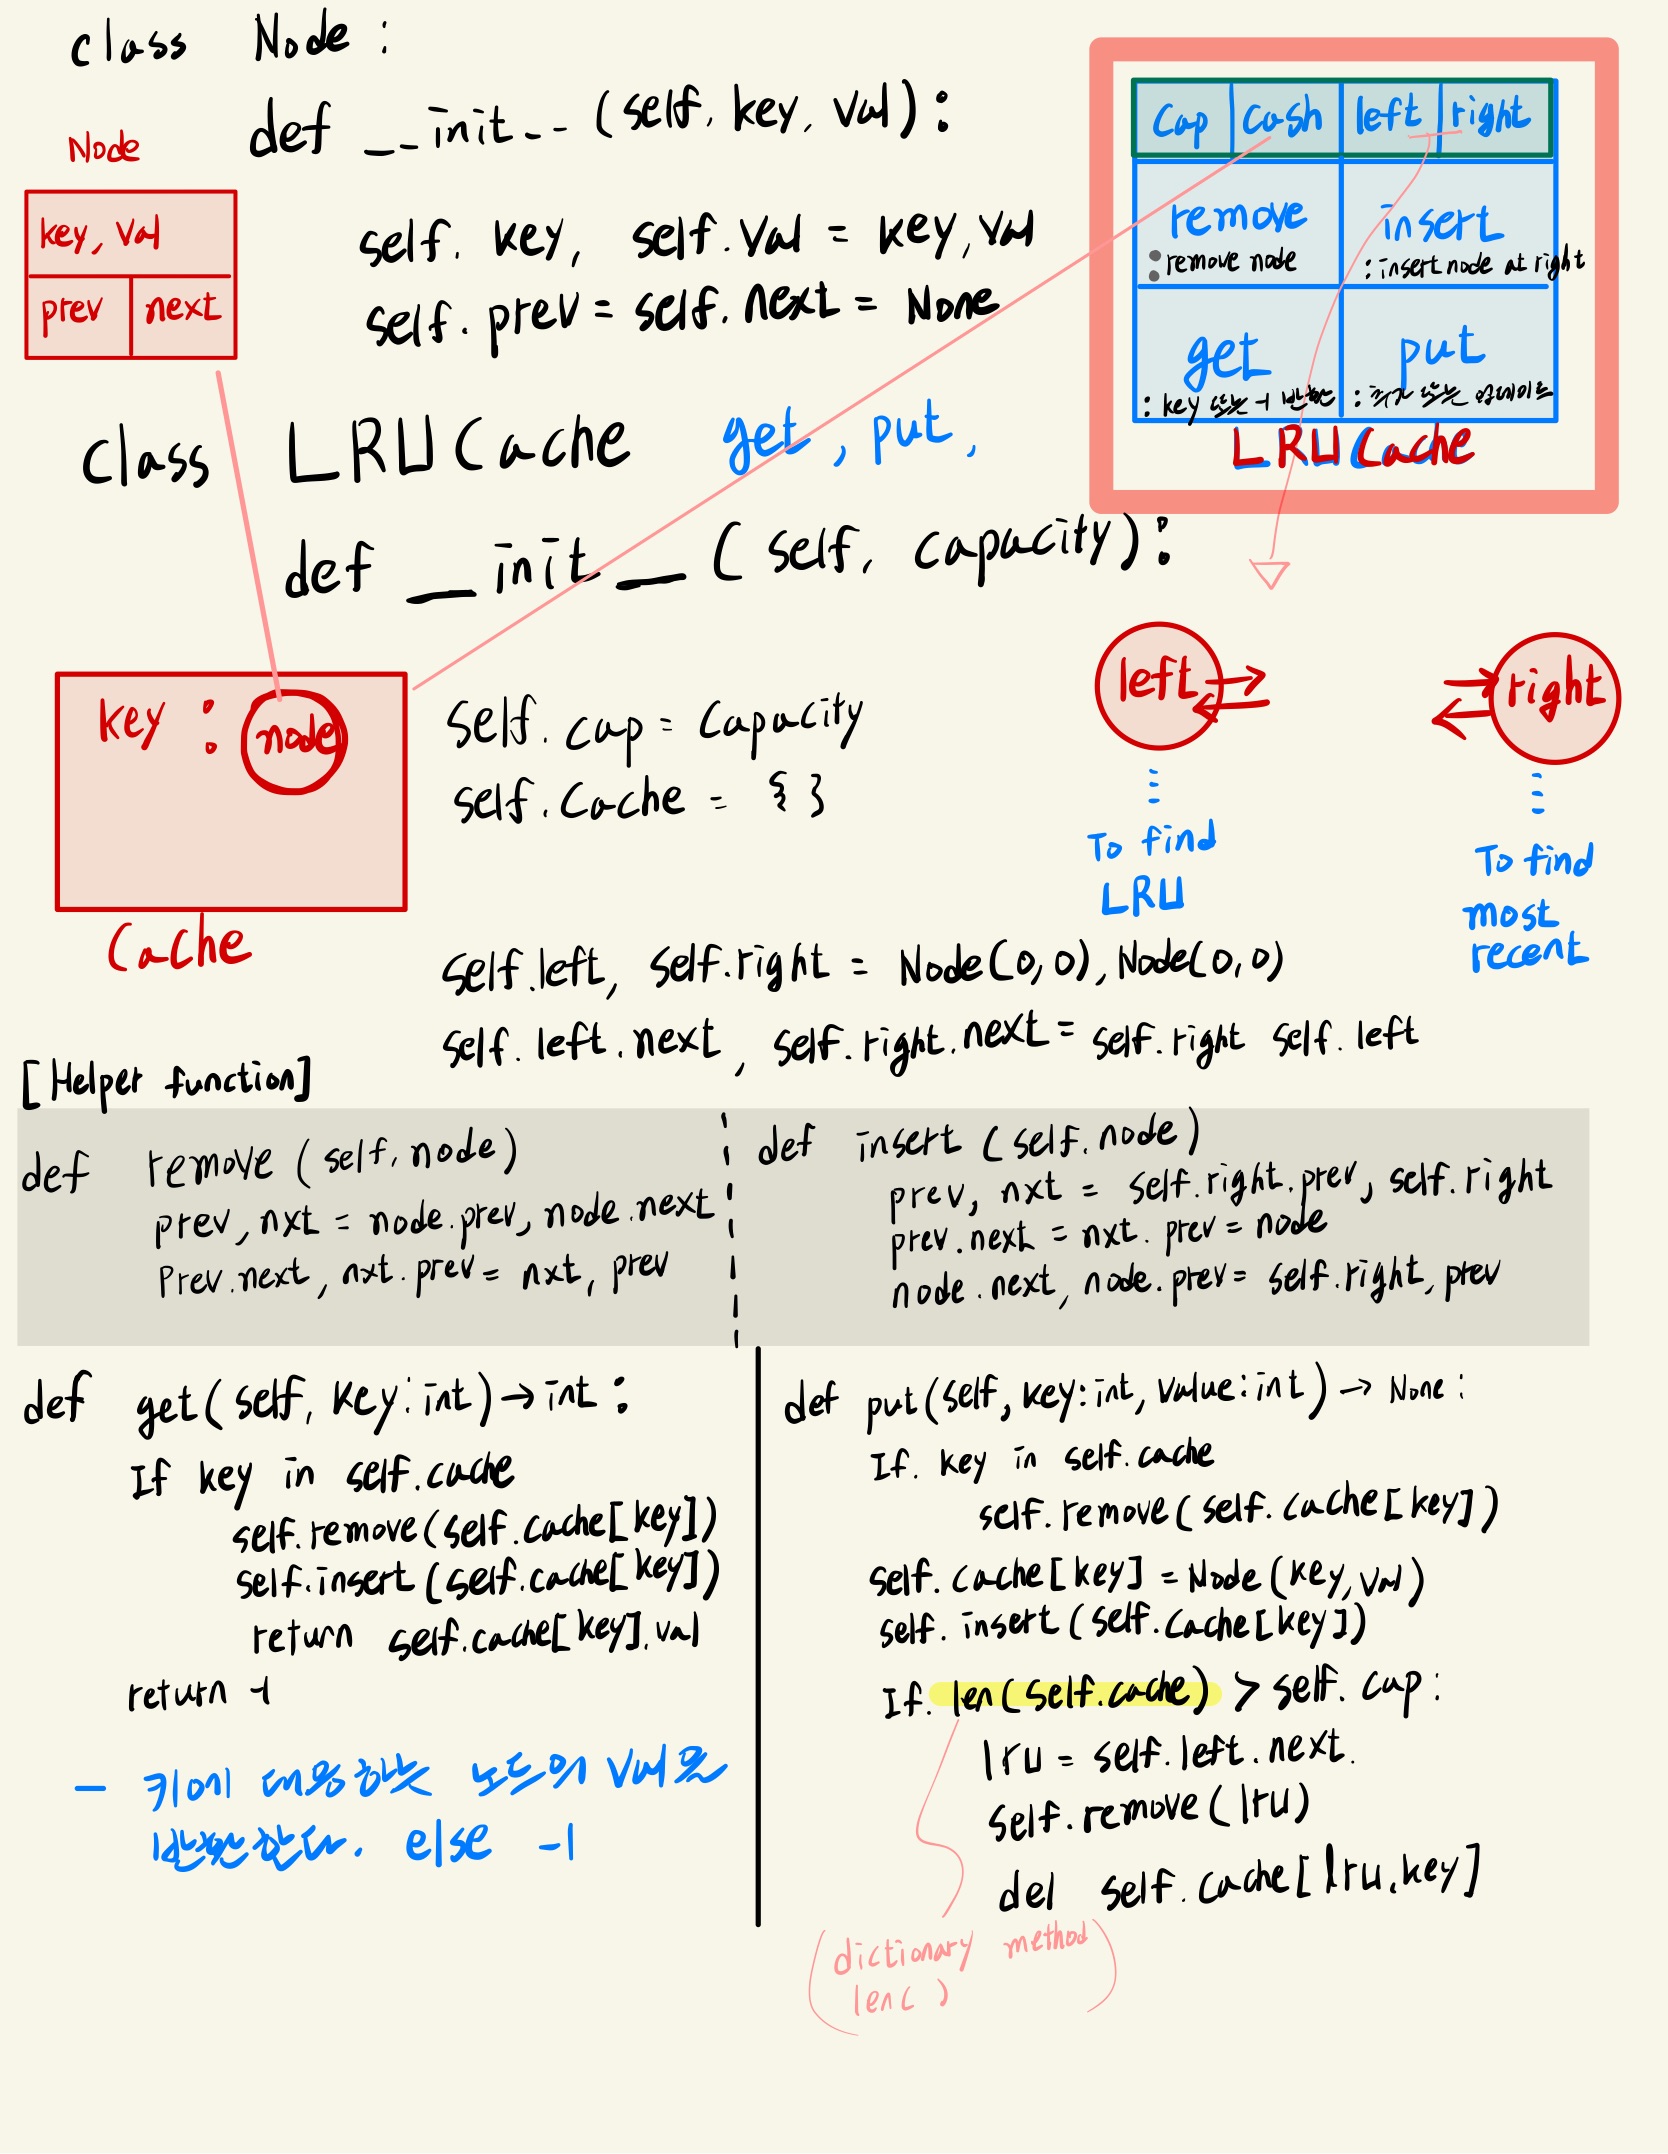 class Node :
def __init__ (self, key, val) :
Node
key, val
prev next
self. key, self. val = key, val
self. prev = self. next = None
cap cash left right
remove insert
: remove node : insert node at right
get put
: key 또는 -1 반환 : 추가 또는 업데이트
LRU Cache
class LRU Cache get, put,
def __init__ (self, capacity) :
key : node
Cache
self. cap = capacity
self. Cache = { }
left right
To find
LRU
To find
most
recent
self.left, self.right = Node(0,0), Node(0,0)
self. left. next, self. right. next = self. right self. left
[Helper function]
def remove (self, node)
prev, nxt = node.prev, node.next
Prev.next, nxt.prev = nxt, prev
def insert (self. node)
prev, nxt = self.right.prev, self.right
prev.next = nxt. prev = node
node.next, node.prev = self.right, prev
def get (self, key:int) → int :
If key in self.cache
self.remove (self.cache[key])
self.insert (self.cache[key])
return self.cache[key].val
return -1
- 키에 대응하는 노드의 Val을
반환한다. else -1
def put (self, key:int, value:int) → None :
If. key in self.cache
self. remove ( self. cache [key])
self. cache [key] = Node (key, val)
self. insert (self. cache [key])
If. len (self.cache) > self. cap :
lru = self.left.next.
self.remove (lru)
del self. cache [lru.key]
(dictionary method
len( ) )